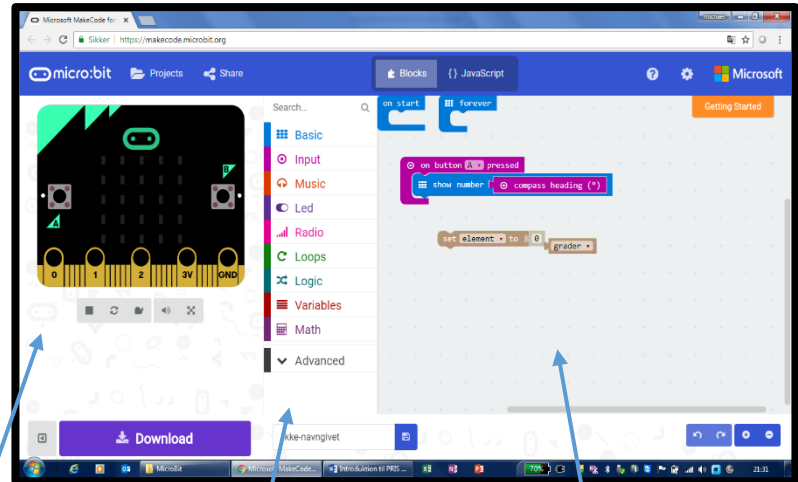 Microsoft MakeCode for
michael
Sikker | https://makecode.microbit.org
micro:bit
Projects
Share
Blocks
{} JavaScript
Microsoft
Search...
Basic
Input
Music
Led
Radio
Loops
Logic
Variables
Math
Advanced
on start
forever
Getting Started
on button A pressed
show number compass heading (°)
set element to 0
grader
B
A
0 1 2 3V GND
Download
kke-navngivet
MicroBit
Microsoft MakeCode...
Introduktion til PRIS ...
70%
21:31